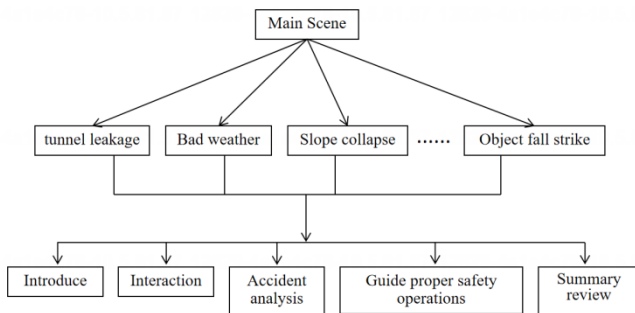 Main Scene
tunnel leakage
Bad weather
Slope collapse
......
Object fall strike
Introduce
Interaction
Accident
analysis
Guide proper safety
operations
Summary
review